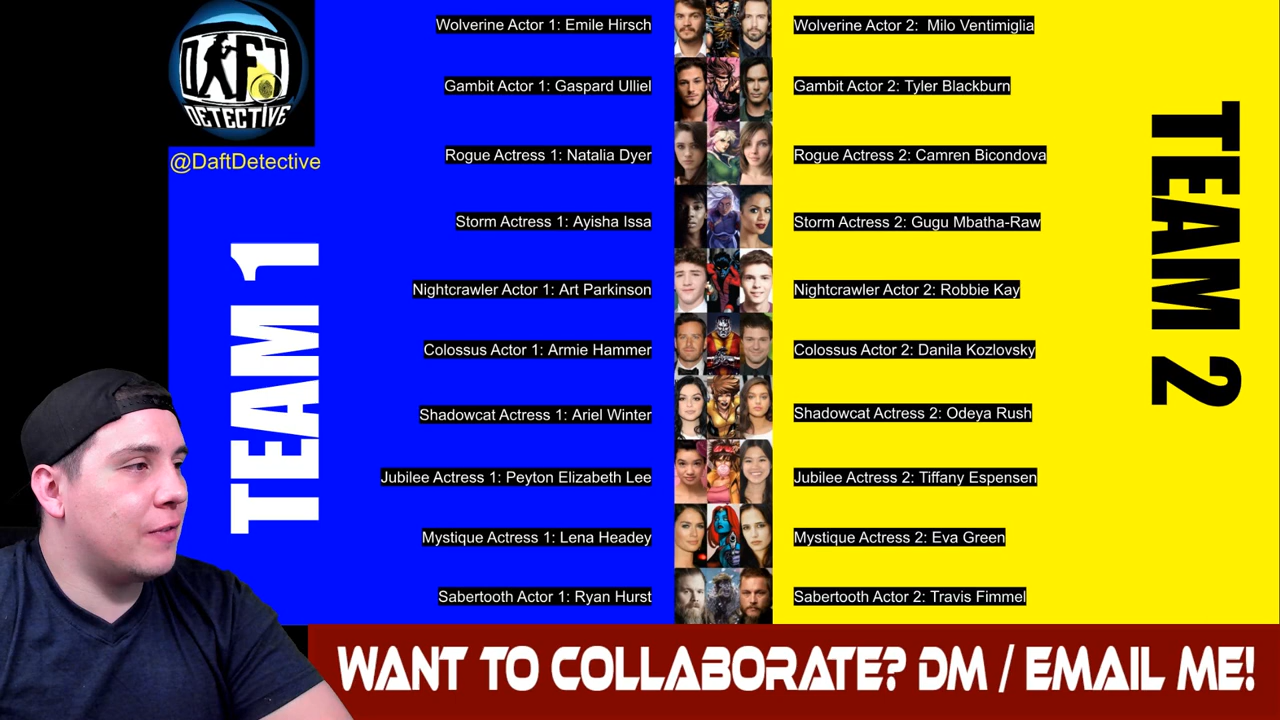 DAFT
DETECTIVE
@DaftDetective
TEAM 1
Wolverine Actor 1: Emile Hirsch
Gambit Actor 1: Gaspard Ulliel
Rogue Actress 1: Natalia Dyer
Storm Actress 1: Ayisha Issa
Nightcrawler Actor 1: Art Parkinson
Colossus Actor 1: Armie Hammer
Shadowcat Actress 1: Ariel Winter
Jubilee Actress 1: Peyton Elizabeth Lee
Mystique Actress 1: Lena Headey
Sabertooth Actor 1: Ryan Hurst
Wolverine Actor 2: Milo Ventimiglia
Gambit Actor 2: Tyler Blackburn
Rogue Actress 2: Camren Bicondova
Storm Actress 2: Gugu Mbatha-Raw
Nightcrawler Actor 2: Robbie Kay
Colossus Actor 2: Danila Kozlovsky
Shadowcat Actress 2: Odeya Rush
Jubilee Actress 2: Tiffany Espensen
Mystique Actress 2: Eva Green
Sabertooth Actor 2: Travis Fimmel
TEAM 2
WANT TO COLLABORATE? DM / EMAIL ME!